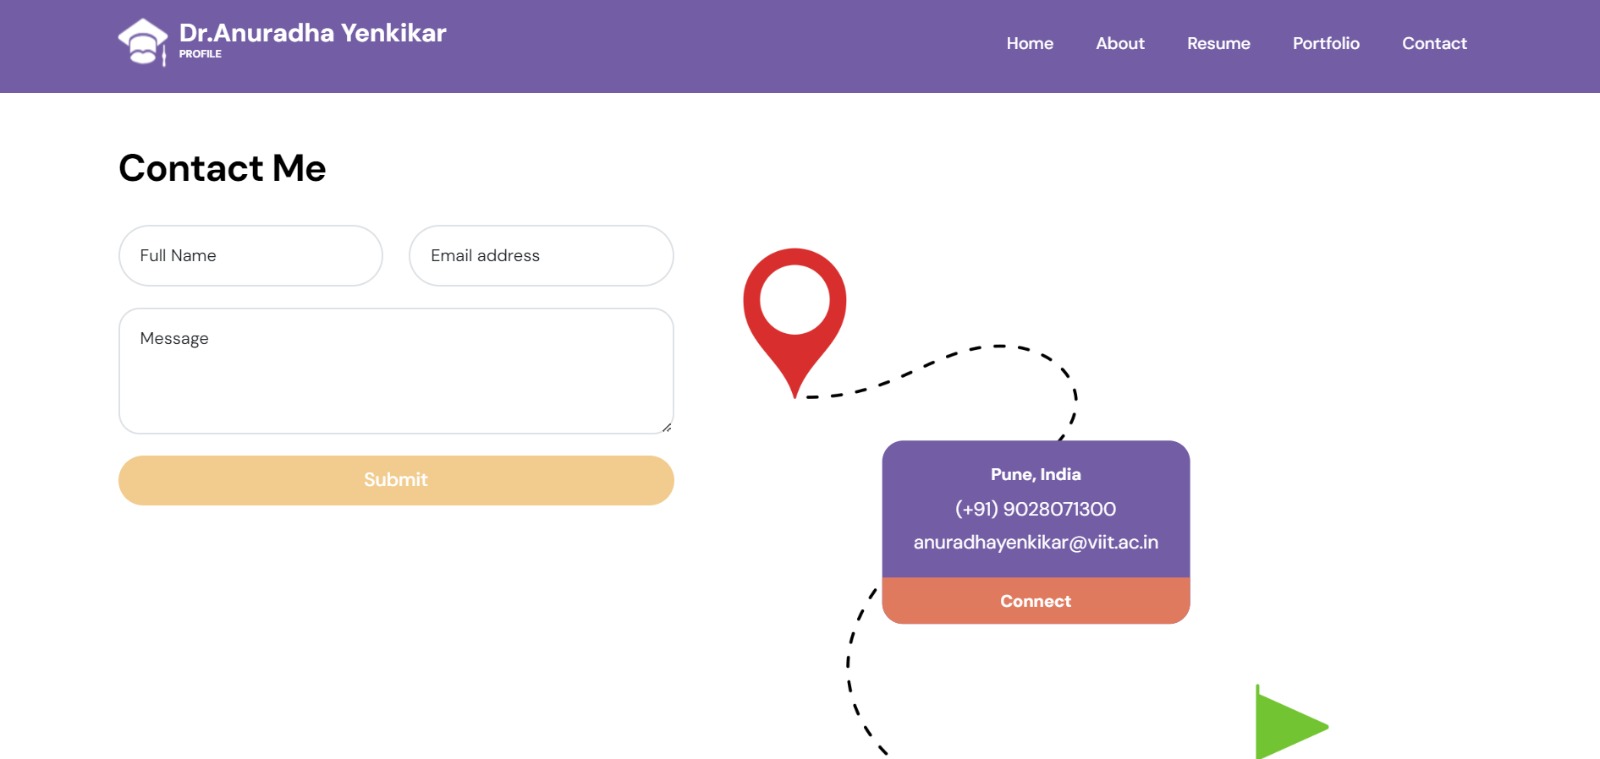 Dr.Anuradha Yenkikar
PROFILE
Home
About
Resume
Portfolio
Contact
Contact Me
Full Name
Email address
Message
Submit
Pune, India
(+91) 9028071300
anuradhayenkikar@viit.ac.in
Connect